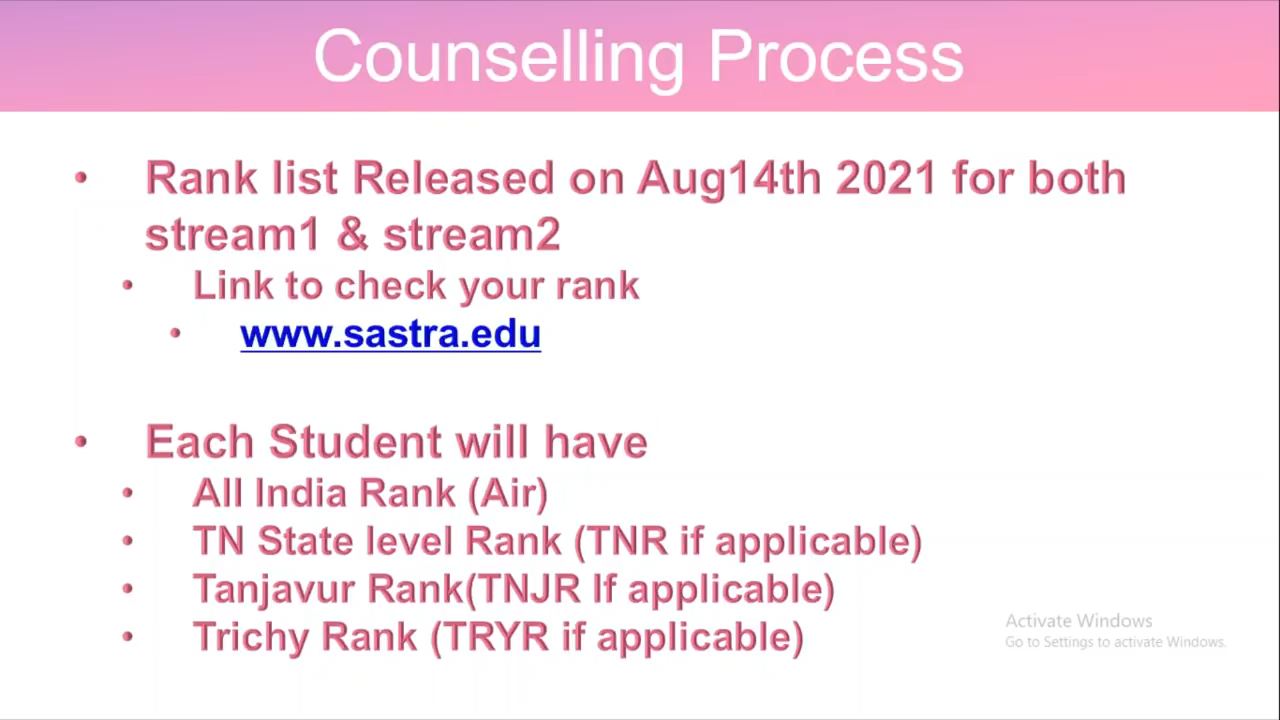 Counselling Process
• Rank list Released on Aug14th 2021 for both
stream1 & stream2
• Link to check your rank
• www.sastra.edu
• Each Student will have
• All India Rank (Air)
• TN State level Rank (TNR if applicable)
• Tanjavur Rank(TNJR If applicable)
• Trichy Rank (TRYR if applicable)
Activate Windows
Go to Settings to activate Windows.